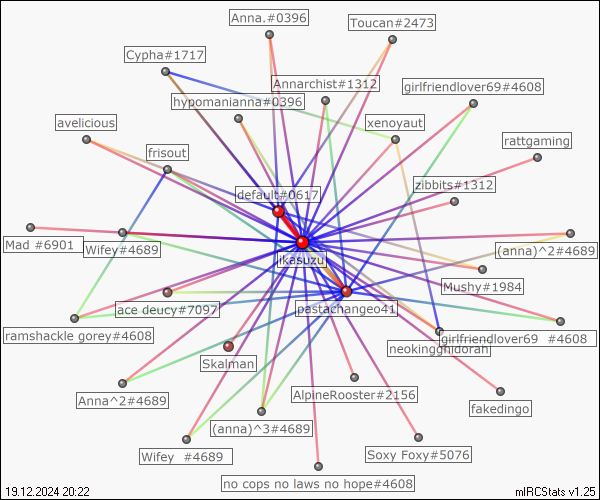 Anna.#0396
Toucan#2473
Cypha#1717
Annarchist#1312
girlfriendlover69#4608
hypomanianna#0396
avelicious
xenoyaut
rattgaming
frisout
default#0617
zibbits#1312
Mad #6901
Wifey#4689
(anna)^2#4689
ikasuzu
Mushy#1984
ace deucy#7097
pastachangeo41
ramshackle gorey#4608
girlfriendlover69 #4608
neokingghidorah
Skalman
AlpineRooster#2156
Anna^2#4689
fakedingo
(anna)^3#4689
Wifey #4689
Soxy Foxy#5076
no cops no laws no hope#4608
19.12.2024 20:22
mIRCStats v1.25